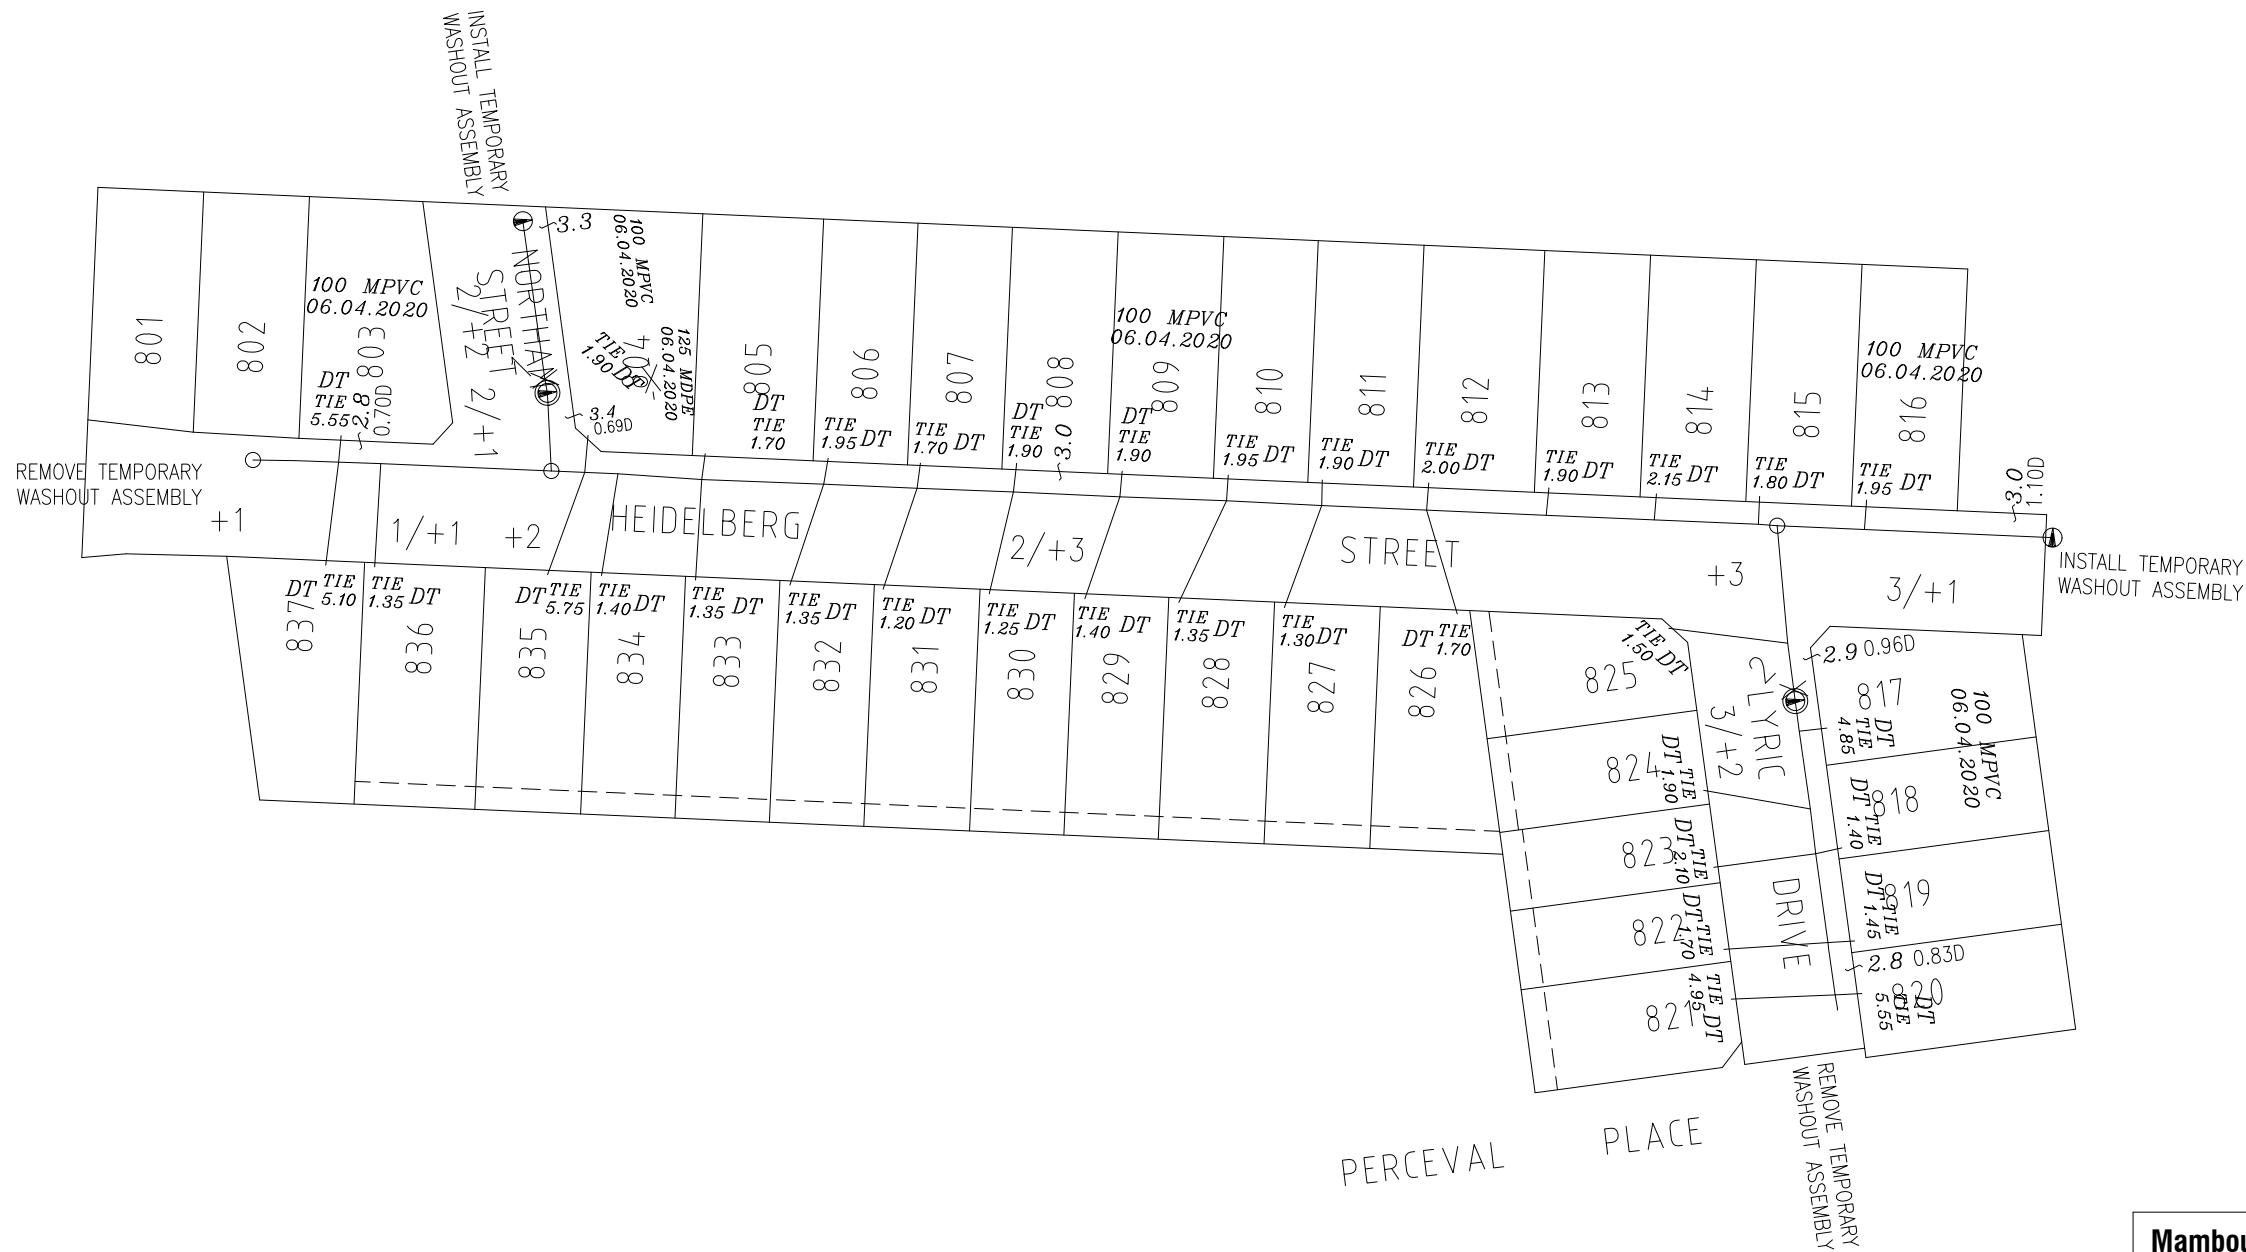 INSTALL TEMPORARY
WASHOUT ASSEMBLY
3.3
100 MPVC
06.04.2020
NORTHAM
STREET
2/+2
2/+1
801
802
100 MPVC
06.04.2020
803
DT
TIE
5.55
2.8
0.70D
TIE
1.90 DT
125 MDPE
06.04.2020
3.4
0.69D
805
DT
TIE
1.70
806
TIE
1.95 DT
807
TIE
1.70 DT
808
DT
TIE
1.90
3.0
100 MPVC
06.04.2020
809
DT
TIE
1.90
810
TIE
1.95 DT
811
TIE
1.90 DT
812
TIE
2.00 DT
813
TIE
1.90 DT
814
TIE
2.15 DT
815
TIE
1.80 DT
100 MPVC
06.04.2020
816
TIE
1.95 DT
3.0
1.10D
REMOVE TEMPORARY
WASHOUT ASSEMBLY
+1
1/+1
+2
HEIDELBERG
2/+3
STREET
+3
3/+1
INSTALL TEMPORARY
WASHOUT ASSEMBLY
837
DT TIE
5.10
TIE
1.35 DT
836
DT TIE
5.75
835
TIE
1.40 DT
834
TIE
1.35 DT
833
TIE
1.35 DT
832
TIE
1.20 DT
831
TIE
1.25 DT
830
TIE
1.40 DT
829
TIE
1.35 DT
828
TIE
1.30 DT
827
DT TIE
1.70
826
TIE
1.50 DT
825
2.9 0.96D
2
LYRIC
3/+2
DRIVE
817
DT
TIE
4.85
100 MPVC
06.04.2020
824
DT TIE
1.90
818
DT TIE
1.40
823
DT TIE
2.10
819
DT TIE
1.45
822
DT TIE
1.70
2.8 0.83D
821
TIE
4.95 DT
820
DT
TIE
5.55
REMOVE TEMPORARY
WASHOUT ASSEMBLY
PERCEVAL PLACE